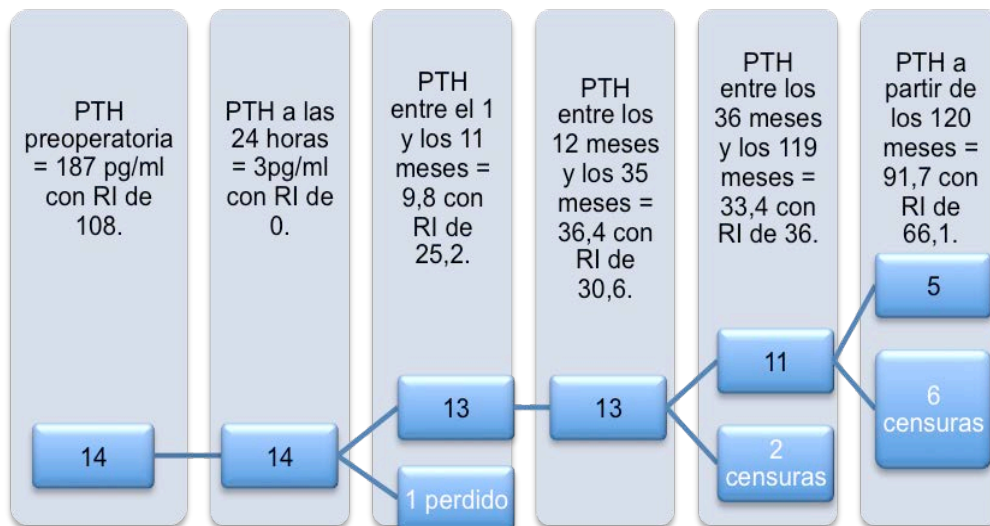 PTH
preoperatoria
= 187 pg/ml
con RI de
108.
14
PTH a las
24 horas
= 3pg/ml
con RI de
0.
14
PTH
entre el 1
y los 11
meses =
9,8 con
RI de
25,2.
13
1 perdido
PTH
entre los
12 meses
y los 35
meses =
36,4 con
RI de
30,6.
13
PTH
entre los
36 meses
y los 119
meses =
33,4 con
RI de 36.
11
2
censuras
PTH a
partir de
los 120
meses =
91,7 con
RI de
66,1.
5
6
censuras